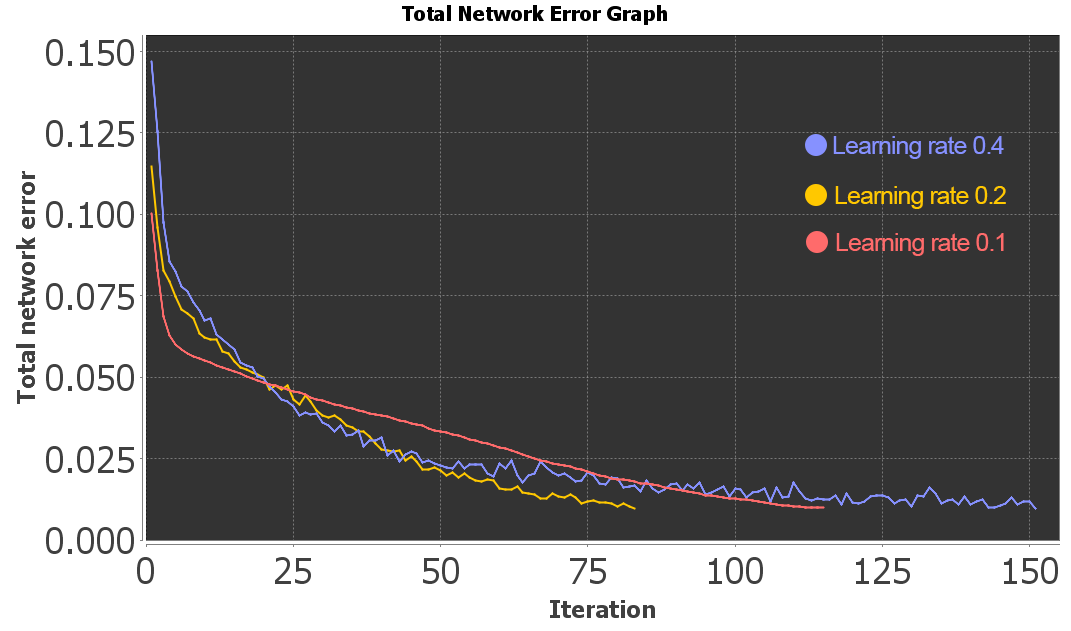 Total Network Error Graph
Total network error
0.150
0.125
0.100
0.075
0.050
0.025
0.000
Learning rate 0.4
Learning rate 0.2
Learning rate 0.1
0 25 50 75 100 125 150
Iteration